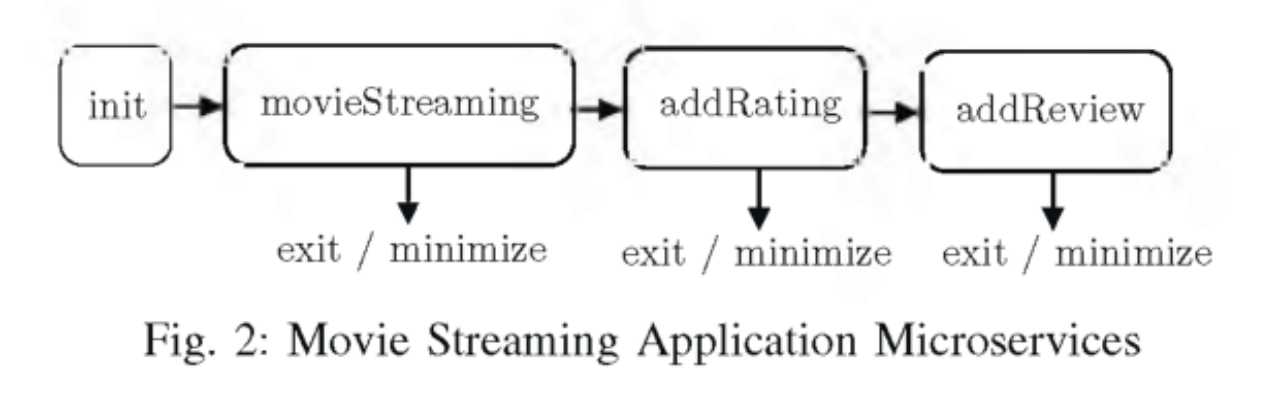 init movieStreaming addRating addReview
exit / minimize exit / minimize exit / minimize
Fig. 2: Movie Streaming Application Microservices